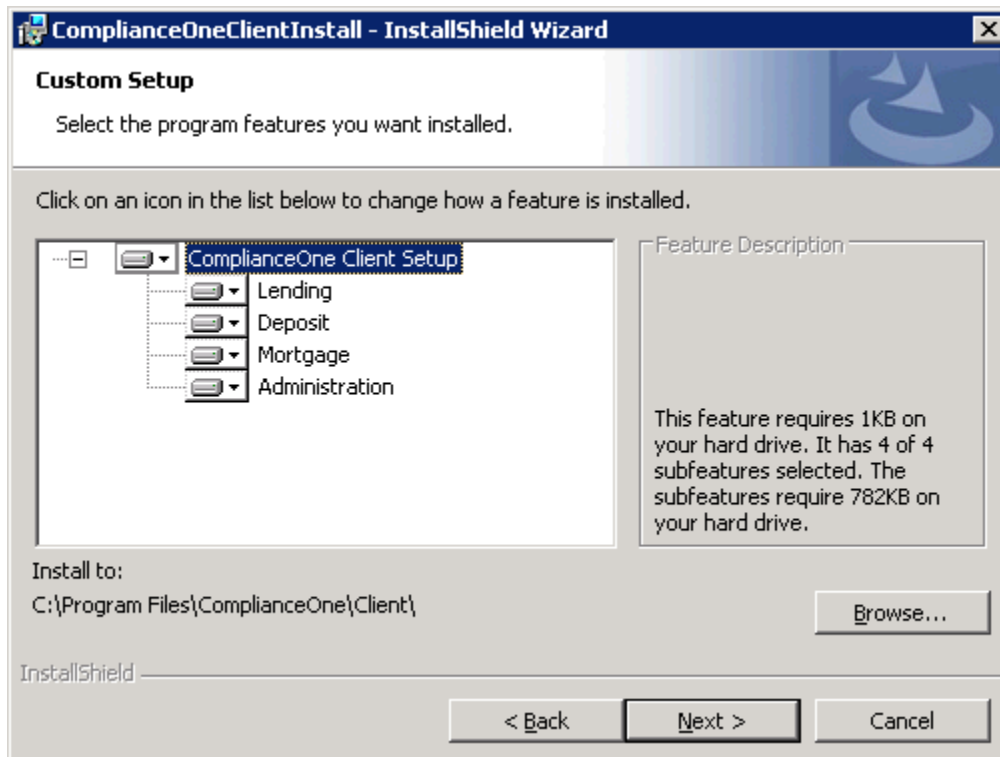 ComplianceOneClientInstall - InstallShield Wizard
Custom Setup
Select the program features you want installed.
Click on an icon in the list below to change how a feature is installed.
ComplianceOne Client Setup
Lending
Deposit
Mortgage
Administration
Feature Description
This feature requires 1KB on
your hard drive. It has 4 of 4
subfeatures selected. The
subfeatures require 782KB on
your hard drive.
Install to:
C:\Program Files\ComplianceOne\Client\
Browse...
InstallShield
< Back
Next >
Cancel